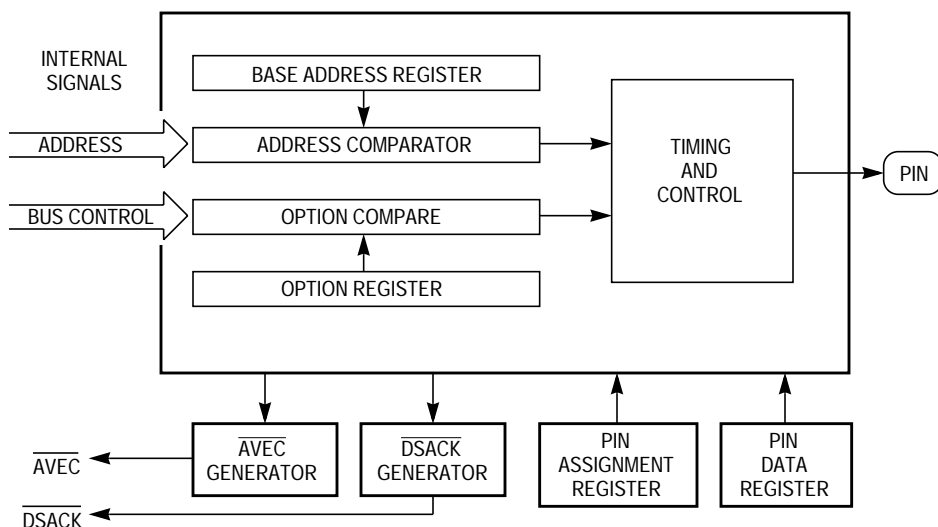 INTERNAL
SIGNALS
BASE ADDRESS REGISTER
ADDRESS
ADDRESS COMPARATOR
TIMING
AND
CONTROL
PIN
BUS CONTROL
OPTION COMPARE
OPTION REGISTER
AVEC
GENERATOR
DSACK
GENERATOR
PIN
ASSIGNMENT
REGISTER
PIN
DATA
REGISTER
AVEC
DSACK